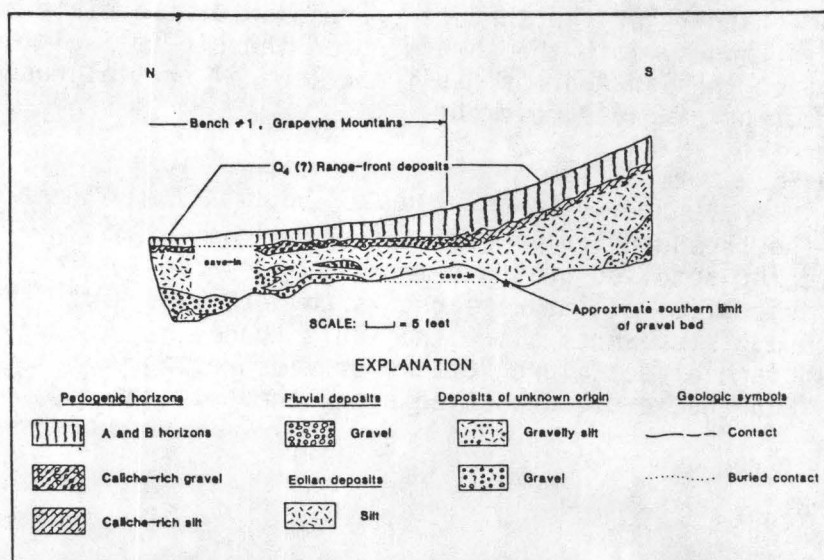 N S
Bench #1, Grapevine Mountains
Q4 (?) Range-front deposits
cave-in
cave-in
Approximate southern limit
of gravel bed
SCALE: = 5 feet
EXPLANATION
Pedogenic horizons
A and B horizons
Caliche-rich gravel
Caliche-rich silt
Fluvial deposits
Gravel
Eolian deposits
Silt
Deposits of unknown origin
Gravelly silt
Gravel
Geologic symbols
Contact
Buried contact